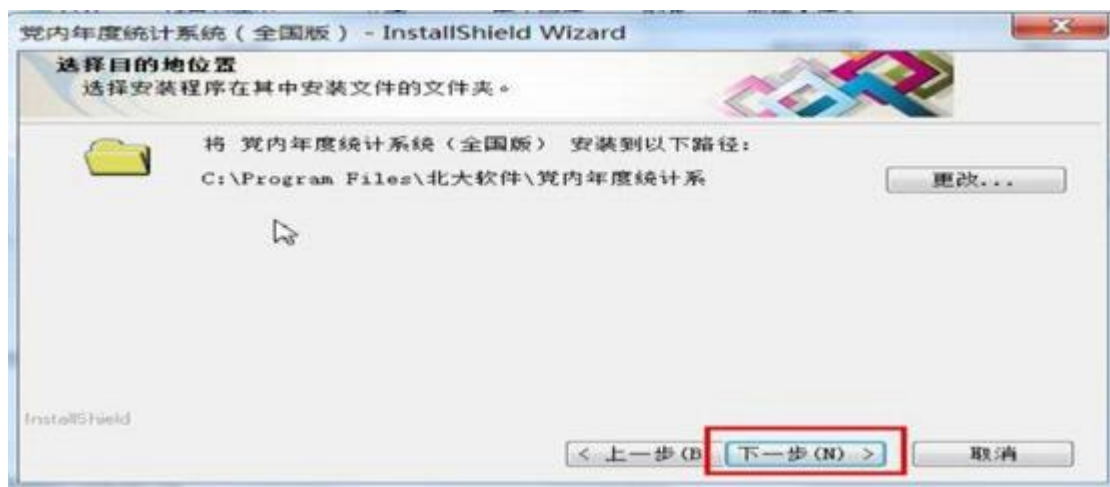 党内年度统计系统（全国版）- InstallShield Wizard
选择目的地位置
选择安装程序在其中安装文件的文件夹。
将 党内年度统计系统（全国版） 安装到以下路径：
C:\Program Files\北大软件\党内年度统计系
更改...
InstallShield
< 上一步(B
下一步(N) >
取消